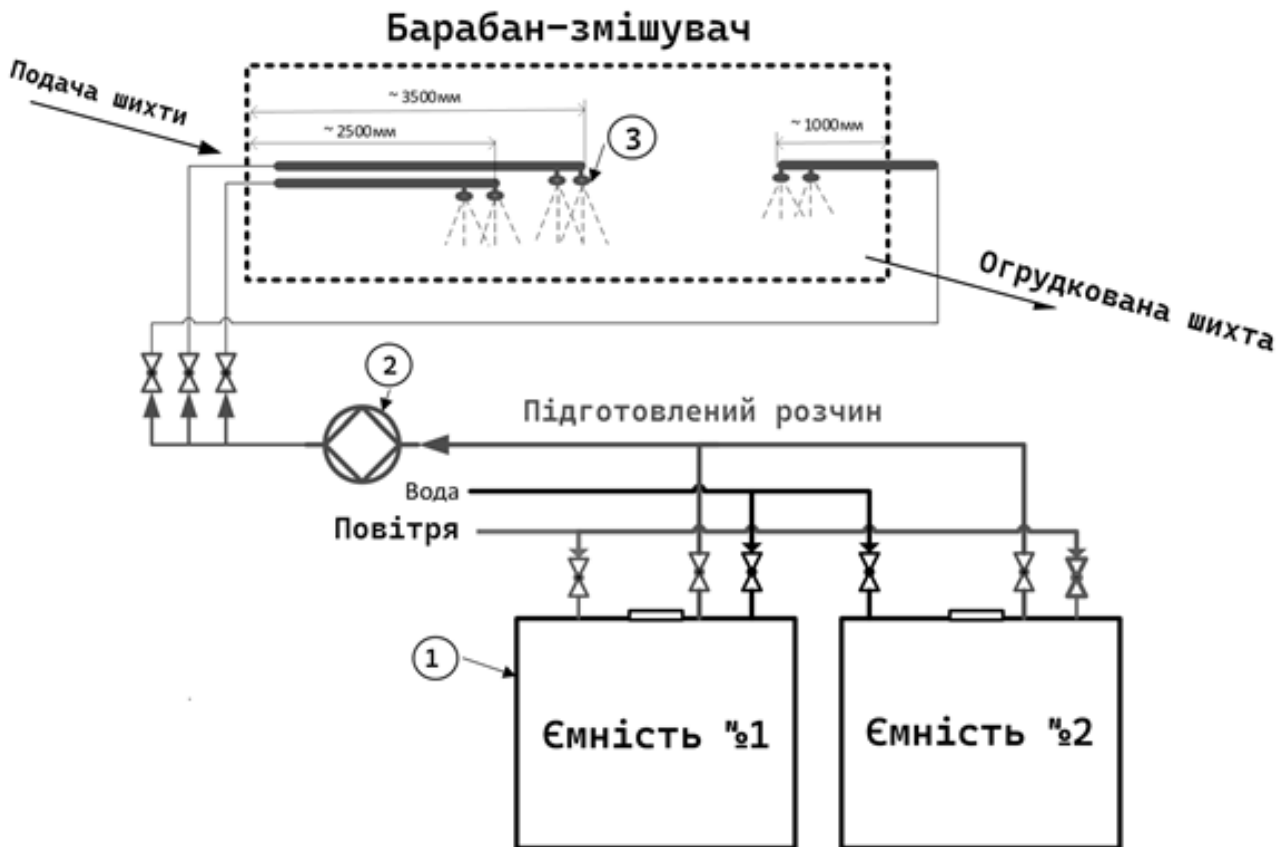 Барабан-змішувач
Подача шихти
~ 3500мм
~ 2500мм
3
~ 1000мм
Огрудкована шихта
2
Підготовлений розчин
Вода
Повітря
1
Ємність №1
Ємність №2